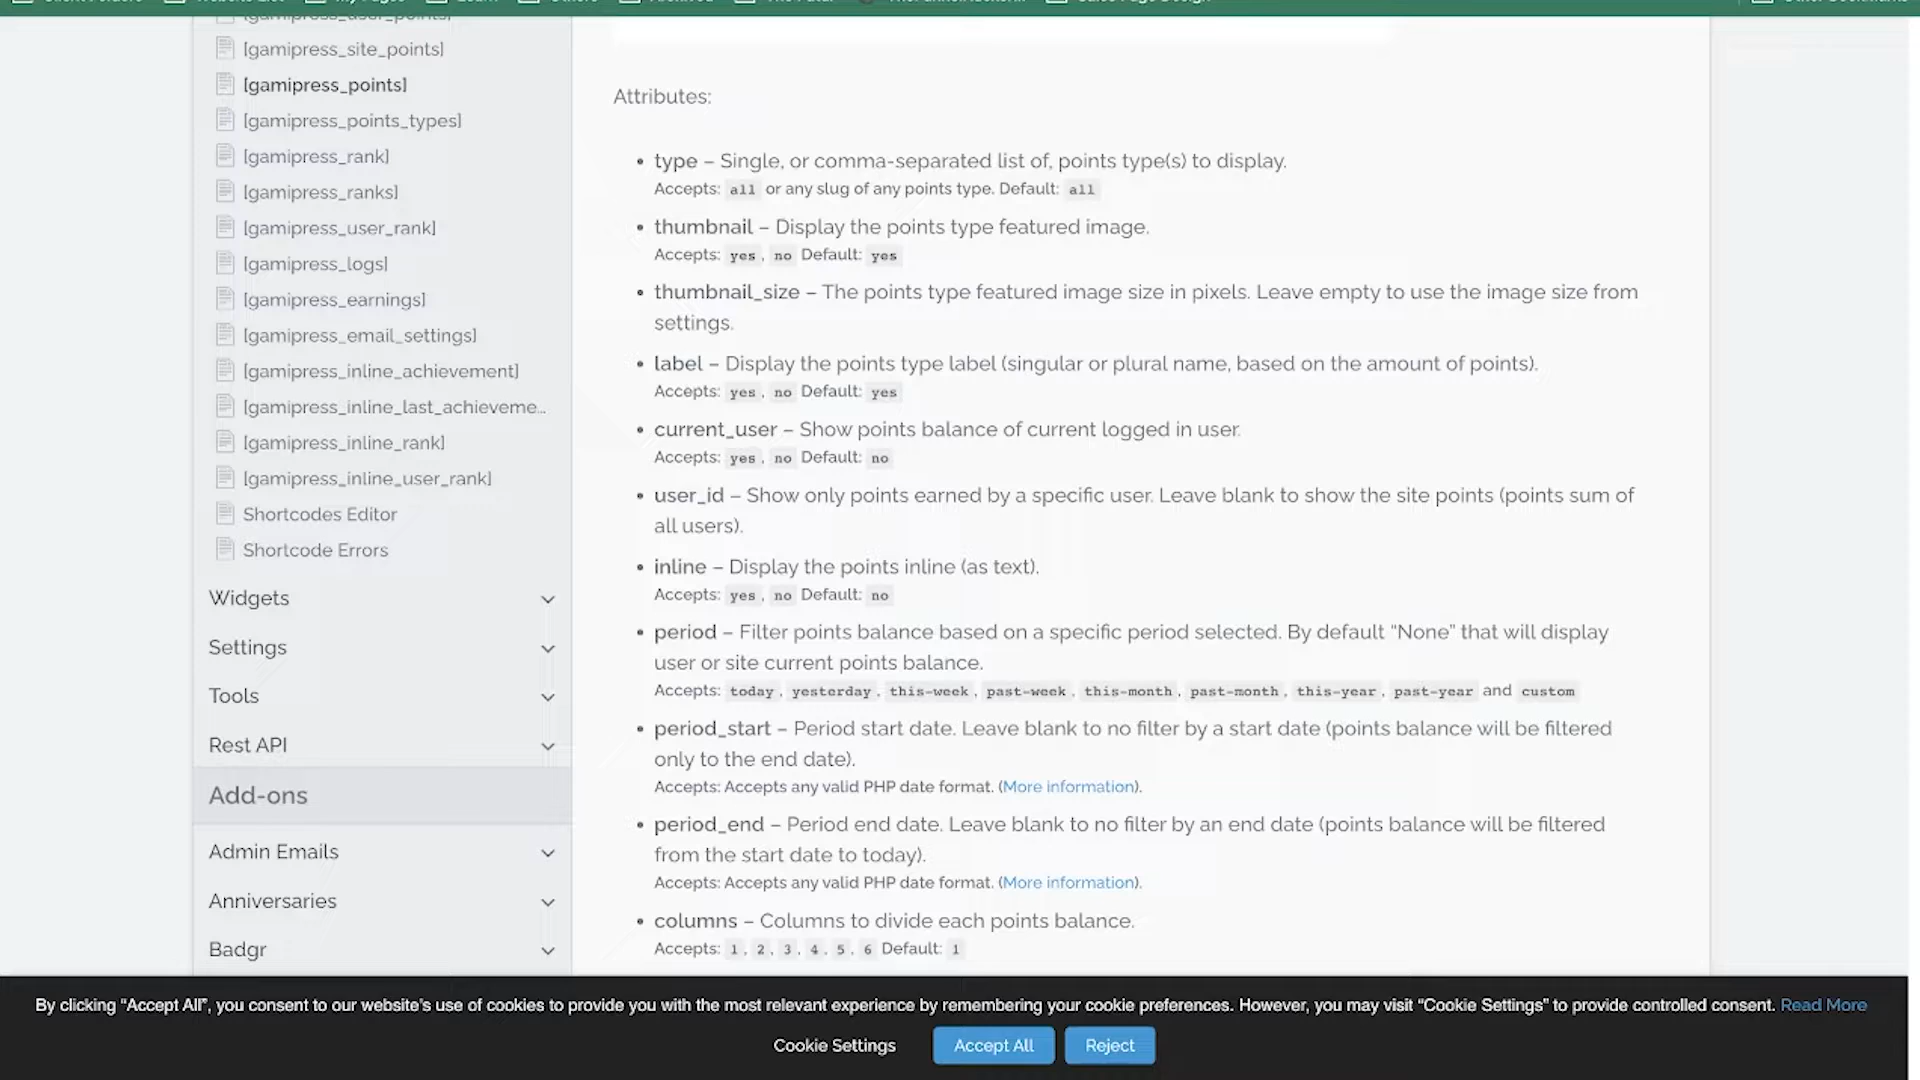 [gamipress_user_points]
[gamipress_site_points]
[gamipress_points]
[gamipress_points_types]
[gamipress_rank]
[gamipress_ranks]
[gamipress_user_rank]
[gamipress_logs]
[gamipress_earnings]
[gamipress_email_settings]
[gamipress_inline_achievement]
[gamipress_inline_last_achieveme...
[gamipress_inline_rank]
[gamipress_inline_user_rank]
Shortcodes Editor
Shortcode Errors
Widgets
Settings
Tools
Rest API
Add-ons
Admin Emails
Anniversaries
Badgr
Attributes:
• type – Single, or comma-separated list of, points type(s) to display.
Accepts: all or any slug of any points type. Default: all
• thumbnail – Display the points type featured image.
Accepts: yes, no Default: yes
• thumbnail_size – The points type featured image size in pixels. Leave empty to use the image size from
settings.
• label – Display the points type label (singular or plural name, based on the amount of points).
Accepts: yes, no Default: yes
• current_user – Show points balance of current logged in user.
Accepts: yes, no Default: no
• user_id – Show only points earned by a specific user. Leave blank to show the site points (points sum of
all users).
• inline – Display the points inline (as text).
Accepts: yes, no Default: no
• period – Filter points balance based on a specific period selected. By default “None” that will display
user or site current points balance.
Accepts: today, yesterday, this-week, past-week, this-month, past-month, this-year, past-year and custom
• period_start – Period start date. Leave blank to no filter by a start date (points balance will be filtered
only to the end date).
Accepts: Accepts any valid PHP date format. (More information).
• period_end – Period end date. Leave blank to no filter by an end date (points balance will be filtered
from the start date to today).
Accepts: Accepts any valid PHP date format. (More information).
• columns – Columns to divide each points balance.
Accepts: 1, 2, 3, 4, 5, 6 Default: 1
By clicking “Accept All”, you consent to our website's use of cookies to provide you with the most relevant experience by remembering your cookie preferences. However, you may visit “Cookie Settings” to provide controlled consent. Read More
Cookie Settings
Accept All
Reject